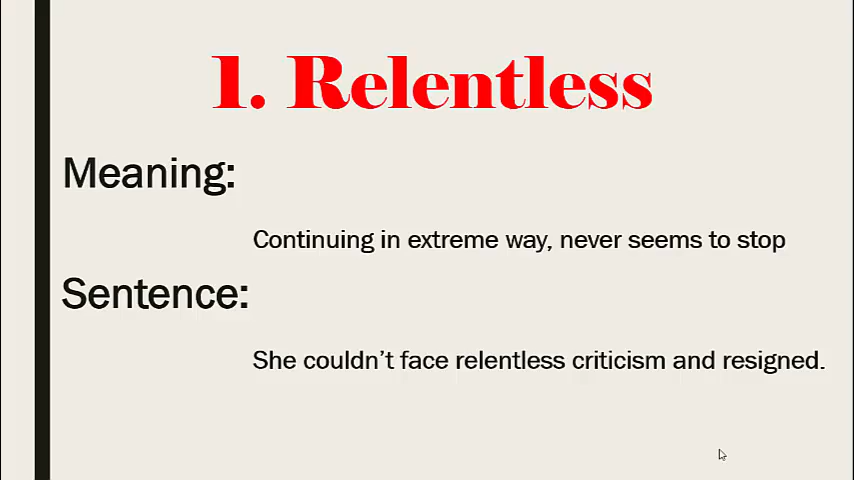 1. Relentless
Meaning:
Continuing in extreme way, never seems to stop
Sentence:
She couldn’t face relentless criticism and resigned.